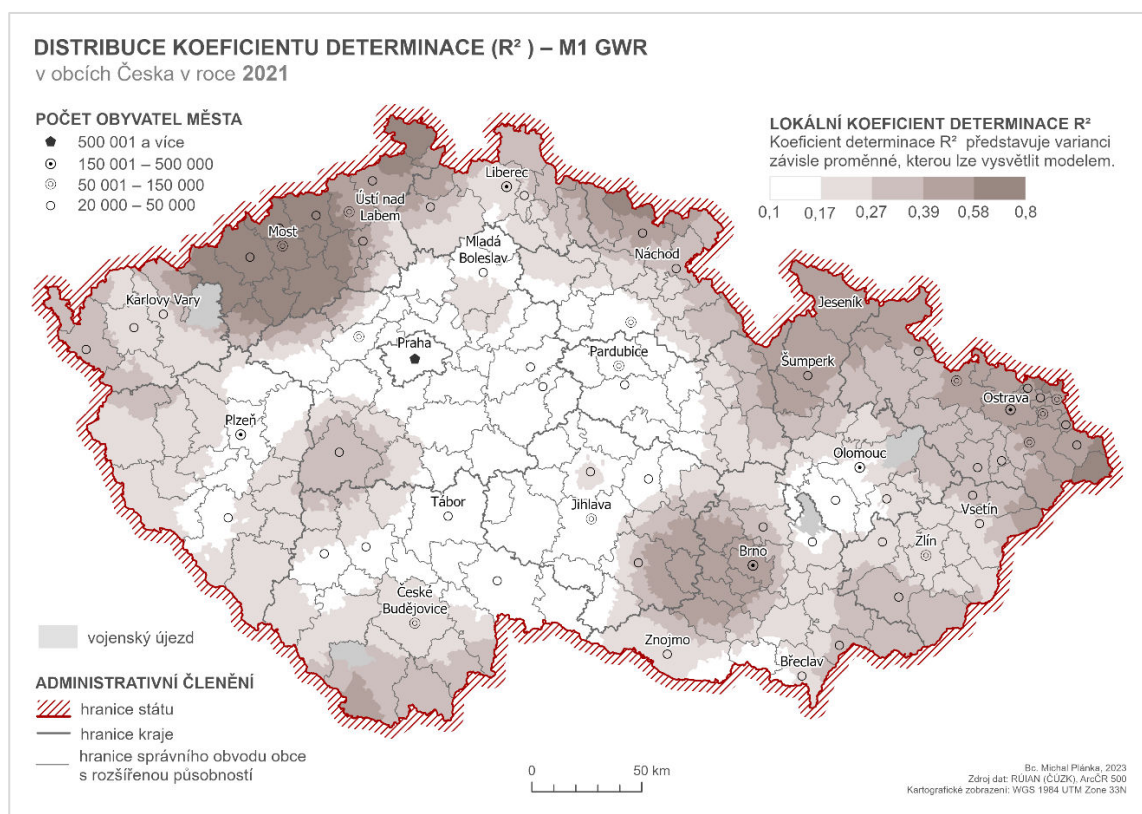 DISTRIBUCE KOEFICIENTU DETERMINACE (R² ) – M1 GWR
v obcích Česka v roce 2021
POČET OBYVATEL MĚSTA
500 001 a více
150 001 – 500 000
50 001 – 150 000
20 000 – 50 000
LOKÁLNÍ KOEFICIENT DETERMINACE R²
Koeficient determinace R² představuje varianci
závisle proměnné, kterou lze vysvětlit modelem.
0,1 0,17 0,27 0,39 0,58 0,8
Liberec
Ústí nad
Labem
Most
Mladá
Boleslav
Náchod
Karlovy Vary
Jeseník
Praha
Pardubice
Šumperk
Ostrava
Plzeň
Olomouc
Tábor
Jihlava
Vsetín
Brno
Zlín
České
Budějovice
Znojmo
Břeclav
vojenský újezd
ADMINISTRATIVNÍ ČLENĚNÍ
hranice státu
hranice kraje
hranice správního obvodu obce
s rozšířenou působností
0 50 km
Bc. Michal Plánka, 2023
Zdroj dat: RÚIAN (ČÚZK), ArcČR 500
Kartografické zobrazení: WGS 1984 UTM Zone 33N